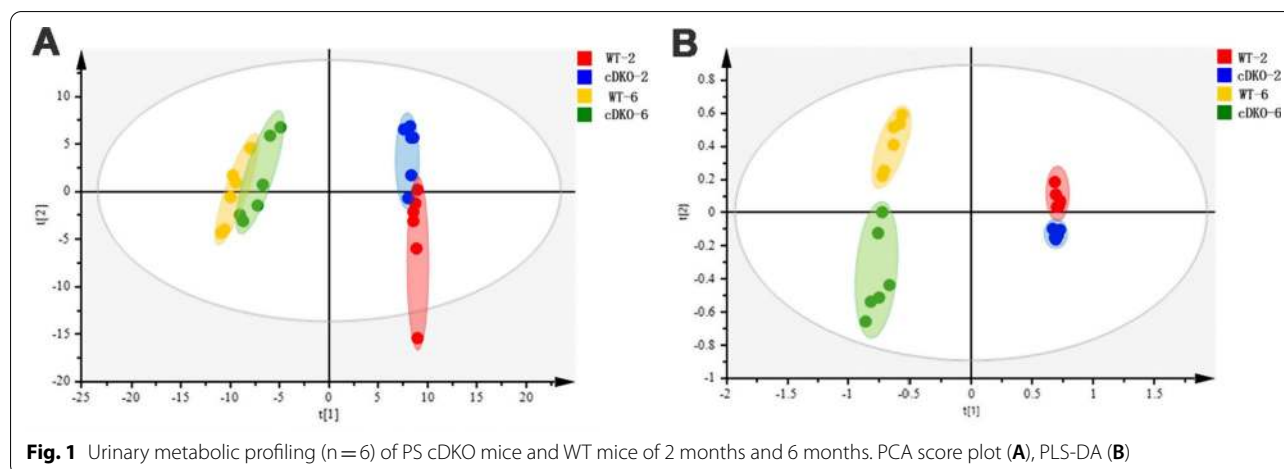 A
B
WT-2
cDKO-2
WT-6
cDKO-6
10
5
0
-5
-10
-15
-20
t[2]
-25 -20 -15 -10 -5 0 5 10 15 20
t[1]
WT-2
cDKO-2
WT-6
cDKO-6
0.8
0.6
0.4
0.2
0
-0.2
-0.4
-0.6
-0.8
-1
t[2]
-2 -1.5 -1 -0.5 0 0.5 1 1.5
t[1]
Fig. 1 Urinary metabolic profiling (n = 6) of PS cDKO mice and WT mice of 2 months and 6 months. PCA score plot (A), PLS-DA (B)